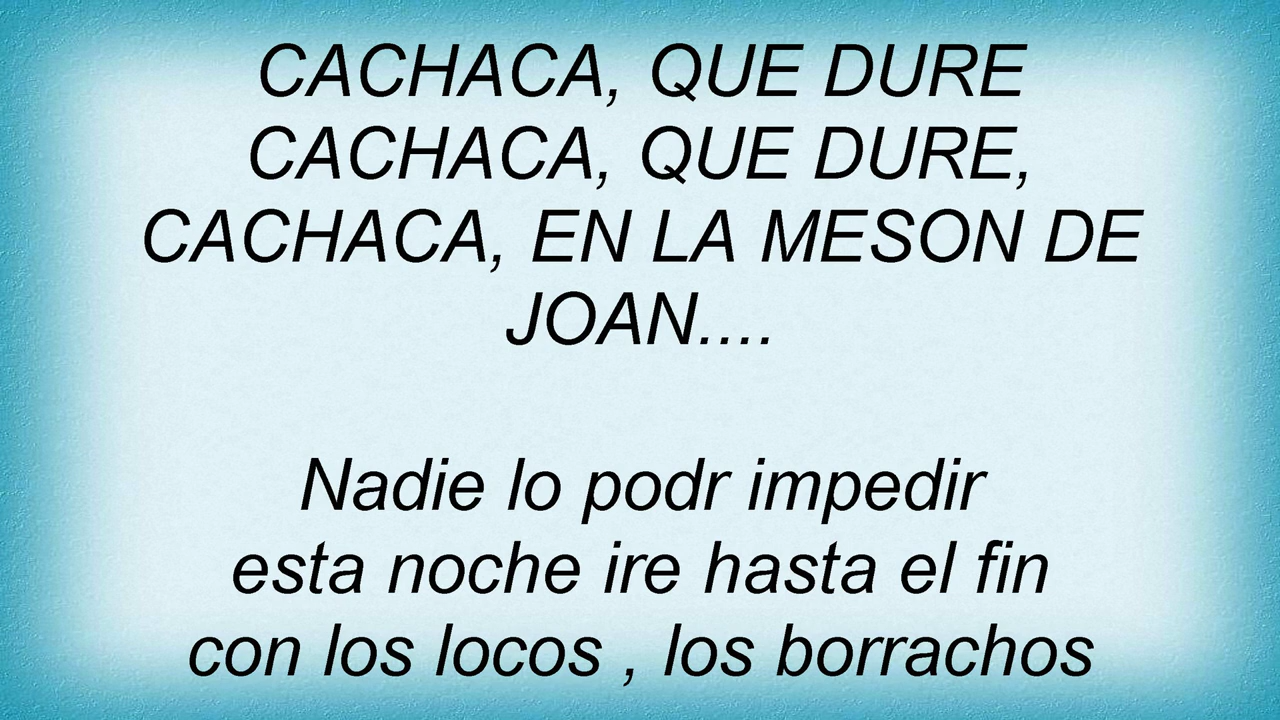 CACHACA, QUE DURE
CACHACA, QUE DURE,
CACHACA, EN LA MESON DE
JOAN....
Nadie lo podr impedir
esta noche ire hasta el fin
con los locos , los borrachos